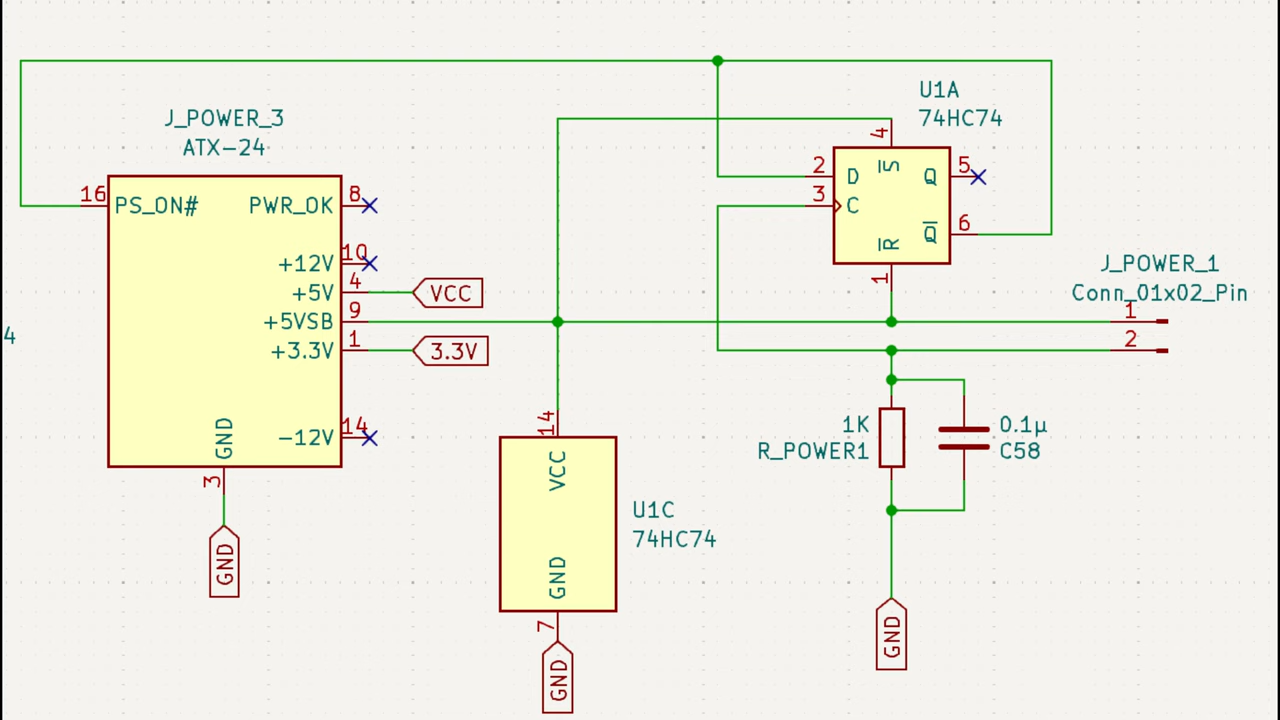 J_POWER_3
ATX-24
16
PS_ON#
PWR_OK
8
+12V
10
+5V
4
VCC
+5VSB
9
+3.3V
1
3.3V
-12V
14
GND
3
GND
4
U1A
74HC74
4
S
2
D
Q
5
3
C
Q
6
R
1
J_POWER_1
Conn_01x02_Pin
1
2
1K
R_POWER1
0.1µ
C58
GND
14
VCC
GND
7
U1C
74HC74
GND